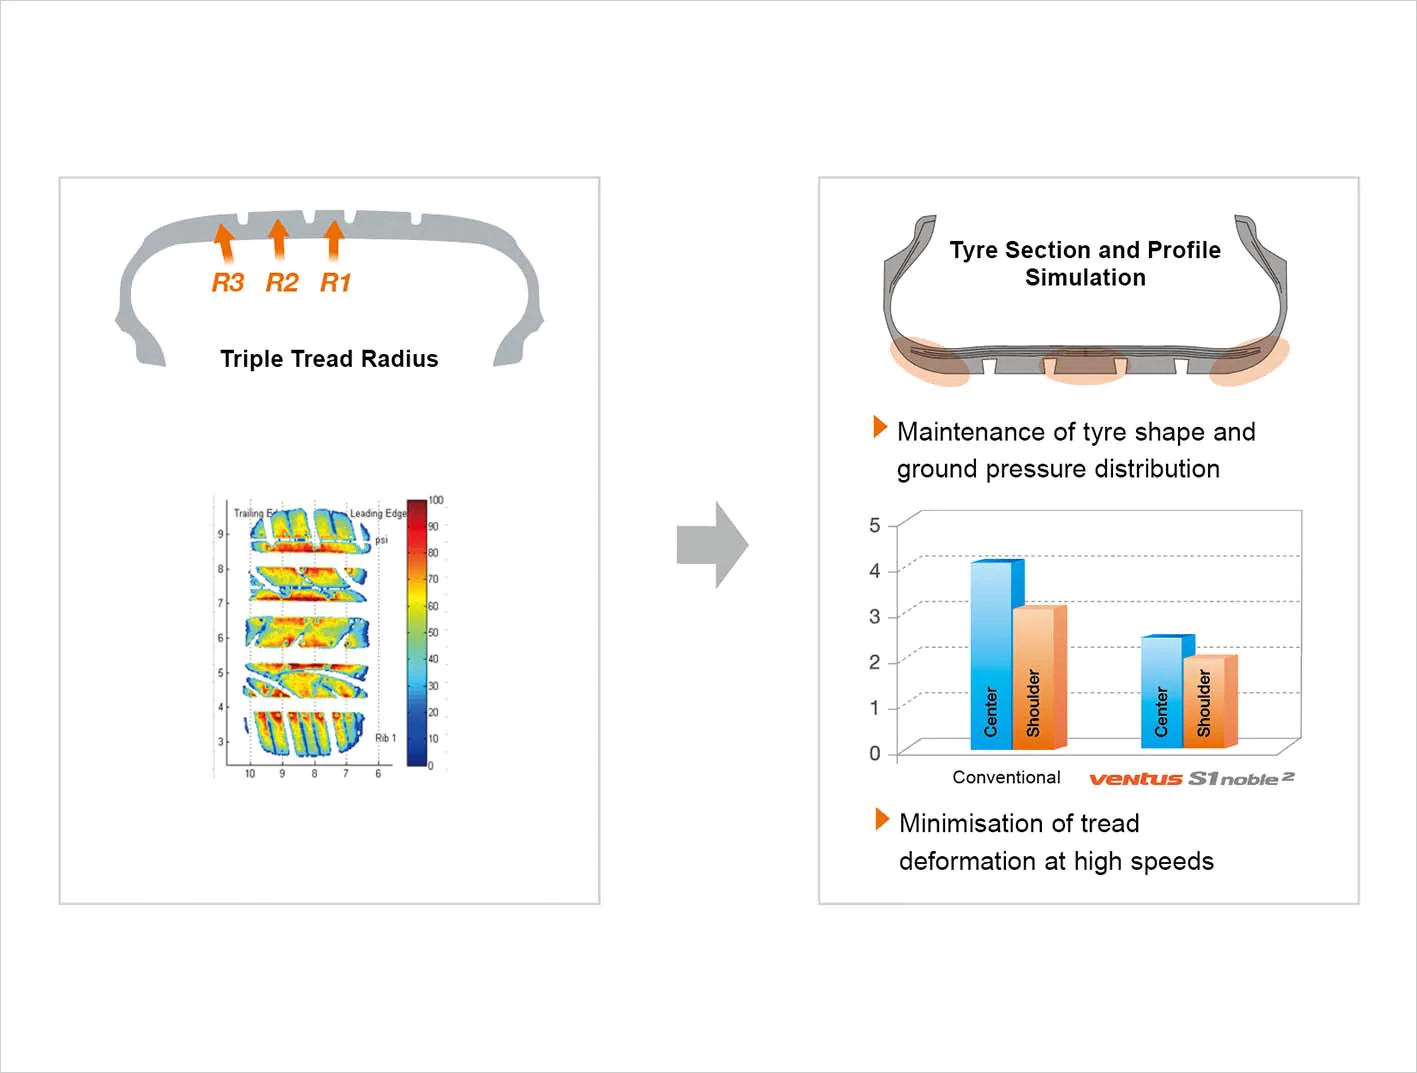 R3 R2 R1
Triple Tread Radius
Leading Edge
psi
Rib 1
100
90
80
70
60
50
40
30
20
10
0
9
8
7
6
5
4
3
10 9 8 7 6
Tyre Section and Profile
Simulation
Maintenance of tyre shape and
ground pressure distribution
5
4
3
2
1
0
Center
Shoulder
Center
Shoulder
Conventional
ventus S1 noble 2
Minimisation of tread
deformation at high speeds